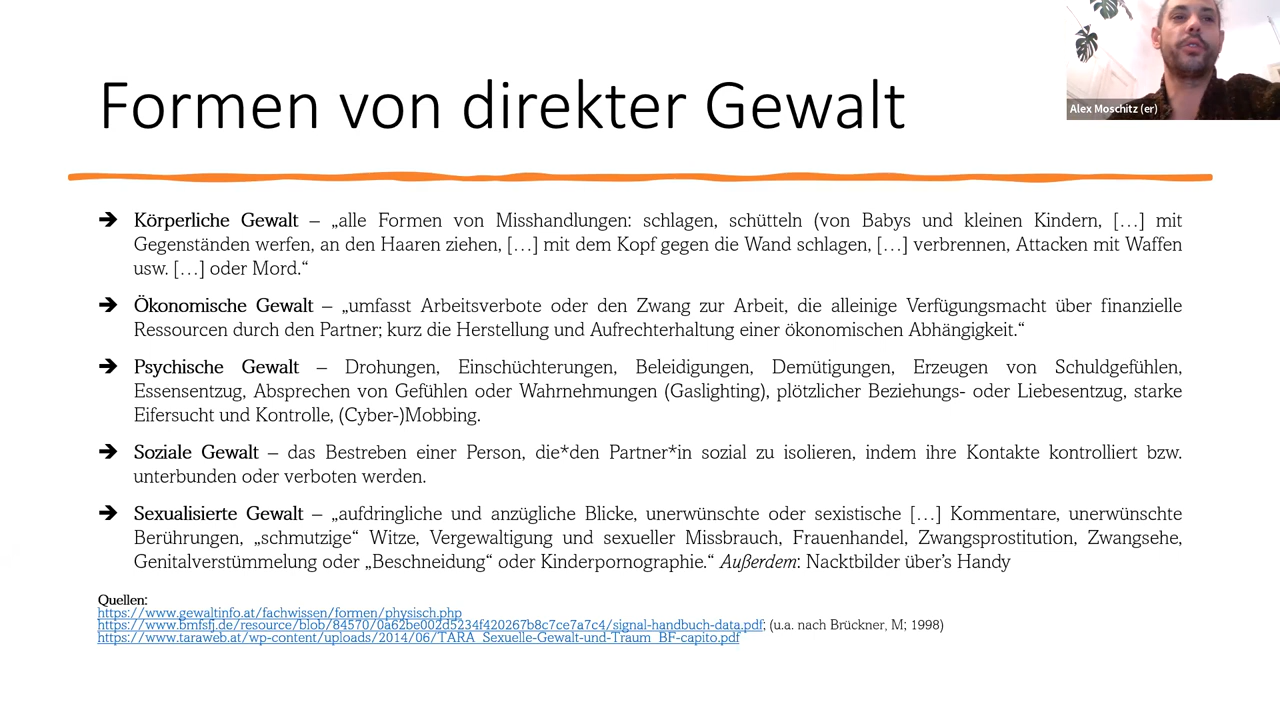 Formen von direkter Gewalt
Alex Moschitz (er)
➔ Körperliche Gewalt – „alle Formen von Misshandlungen: schlagen, schütteln (von Babys und kleinen Kindern, […] mit
Gegenständen werfen, an den Haaren ziehen, […] mit dem Kopf gegen die Wand schlagen, […] verbrennen, Attacken mit Waffen
usw. […] oder Mord.“
➔ Ökonomische Gewalt – „umfasst Arbeitsverbote oder den Zwang zur Arbeit, die alleinige Verfügungsmacht über finanzielle
Ressourcen durch den Partner; kurz die Herstellung und Aufrechterhaltung einer ökonomischen Abhängigkeit.“
➔ Psychische Gewalt – Drohungen, Einschüchterungen, Beleidigungen, Demütigungen, Erzeugen von Schuldgefühlen,
Essensentzug, Absprechen von Gefühlen oder Wahrnehmungen (Gaslighting), plötzlicher Beziehungs- oder Liebesentzug, starke
Eifersucht und Kontrolle, (Cyber-)Mobbing.
➔ Soziale Gewalt – das Bestreben einer Person, die*den Partner*in sozial zu isolieren, indem ihre Kontakte kontrolliert bzw.
unterbunden oder verboten werden.
➔ Sexualisierte Gewalt – „aufdringliche und anzügliche Blicke, unerwünschte oder sexistische […] Kommentare, unerwünschte
Berührungen, „schmutzige“ Witze, Vergewaltigung und sexueller Missbrauch, Frauenhandel, Zwangsprostitution, Zwangsehe,
Genitalverstümmelung oder „Beschneidung“ oder Kinderpornographie.“ Außerdem: Nacktbilder über’s Handy
Quellen:
https://www.gewaltinfo.at/fachwissen/formen/physisch.php
https://www.bmfsfj.de/resource/blob/84570/0a62be002d5234f420267b8c7ce7a7c4/signal-handbuch-data.pdf; (u.a. nach Brückner, M; 1998)
https://www.taraweb.at/wp-content/uploads/2014/06/TARA_Sexuelle-Gewalt-und-Traum_BF-capito.pdf